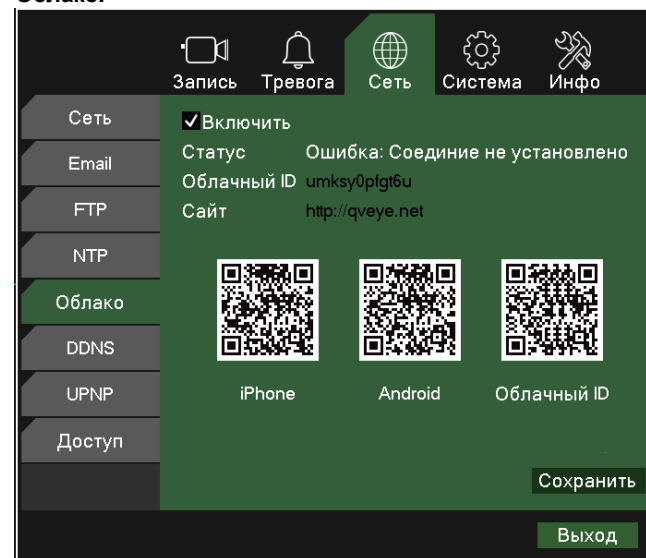 Облако.
Запись Тревога Сеть Система Инфо
Сеть
Email
FTP
NTP
Облако
DDNS
UPNP
Доступ
Включить
Статус Ошибка: Соединие не установлено
Облачный ID umksy0pfgt6u
Сайт http://qveye.net
iPhone Android Облачный ID
Сохранить
Выход